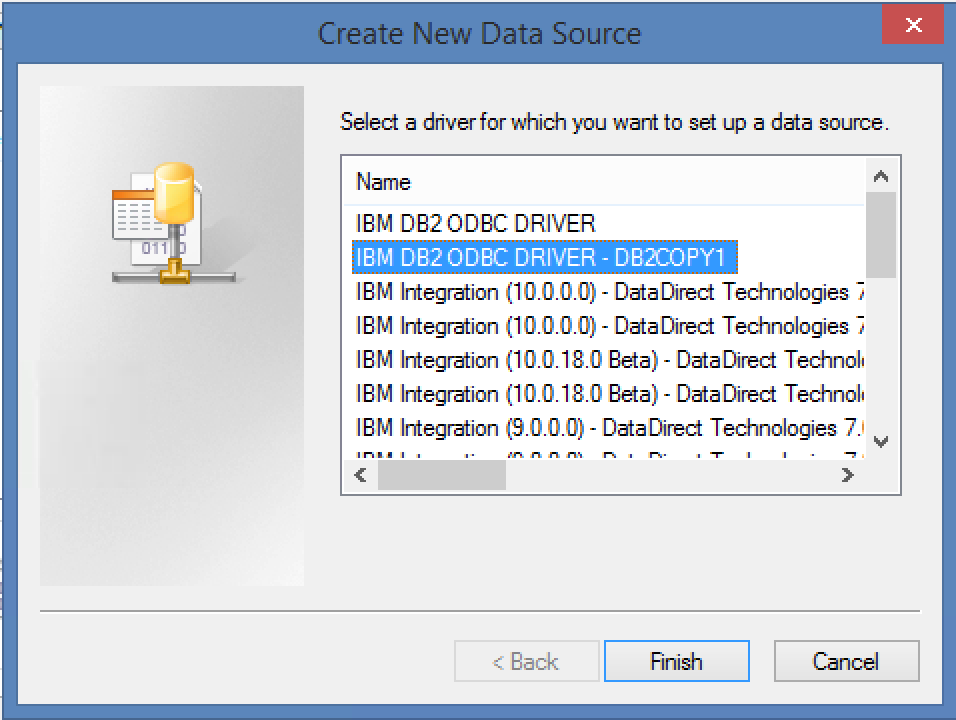 Create New Data Source
Select a driver for which you want to set up a data source.
Name
IBM DB2 ODBC DRIVER
IBM DB2 ODBC DRIVER - DB2COPY1
IBM Integration (10.0.0.0) - DataDirect Technologies 7
IBM Integration (10.0.0.0) - DataDirect Technologies 7
IBM Integration (10.0.18.0 Beta) - DataDirect Technol
IBM Integration (10.0.18.0 Beta) - DataDirect Technol
IBM Integration (9.0.0.0) - DataDirect Technologies 7.
011
< Back
Finish
Cancel